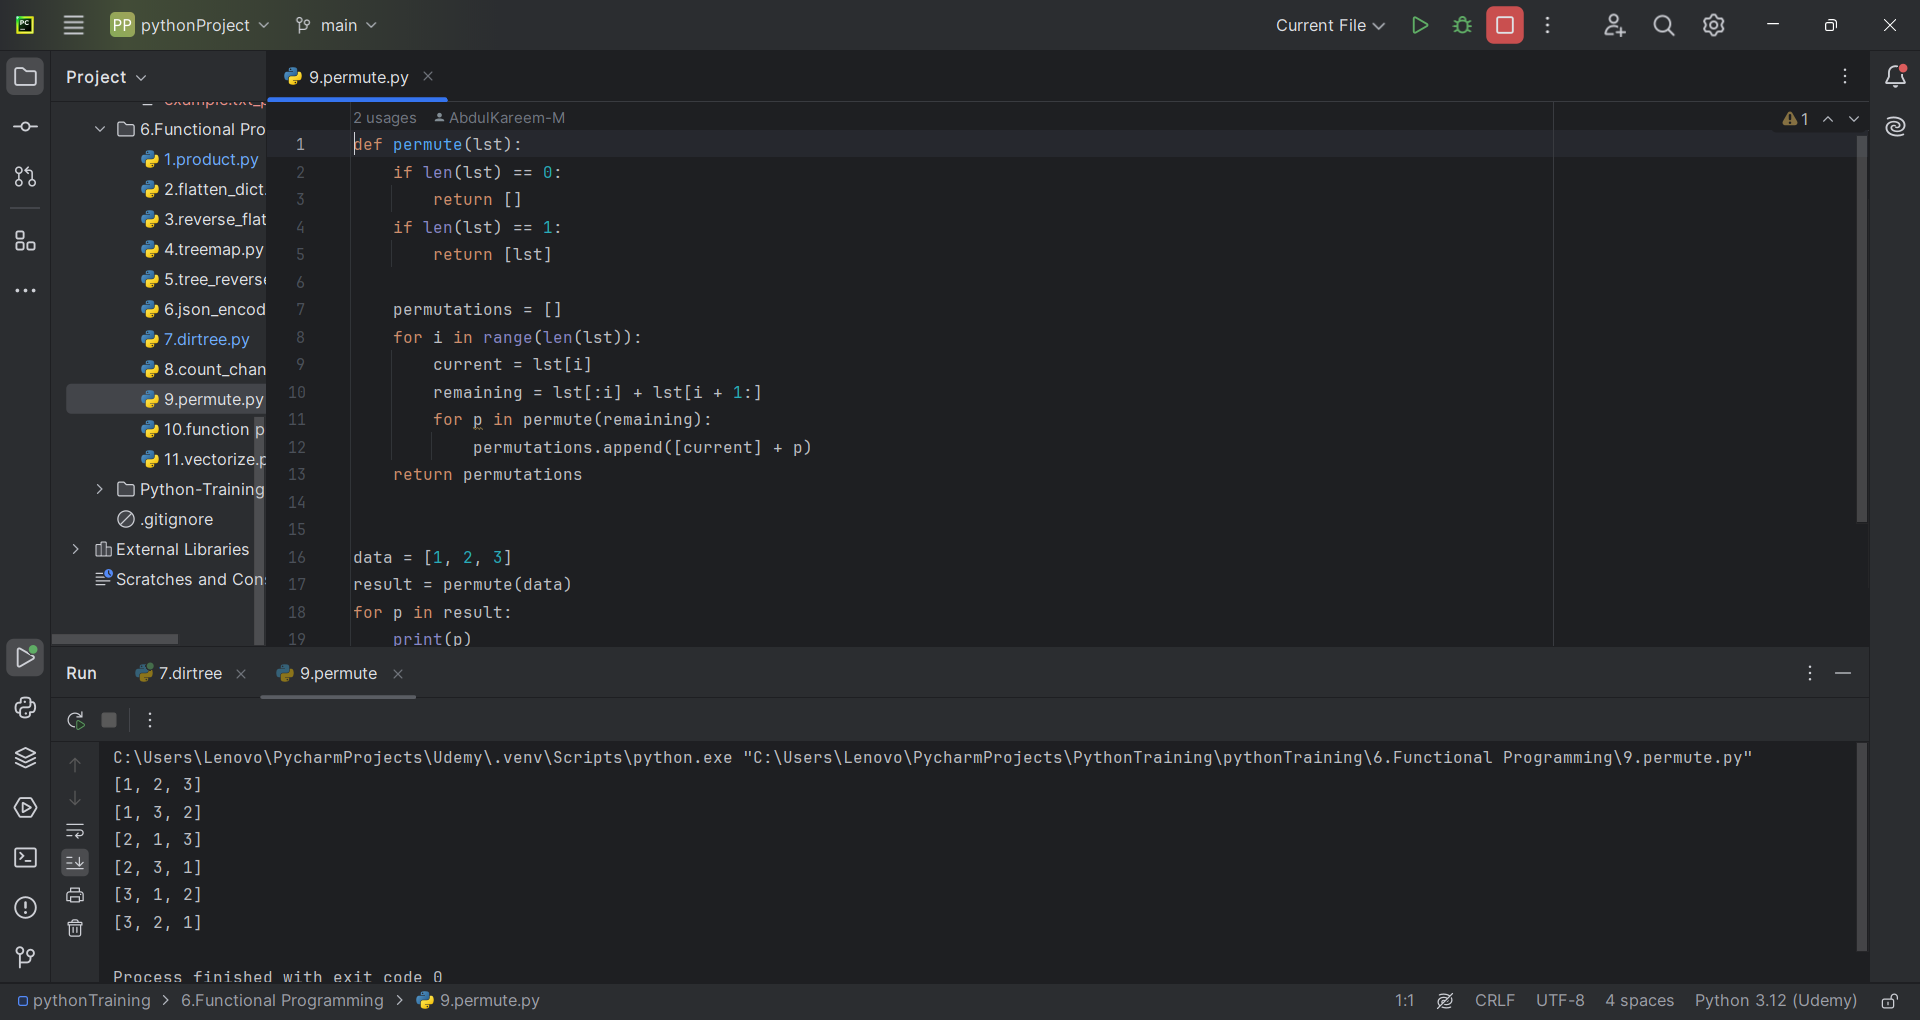 PC
PP pythonProject
main
Current File
Project
9.permute.py
6.Functional Pro
1.product.py
2.flatten_dict.
3.reverse_flat
4.treemap.py
5.tree_reverse
6.json_encod
7.dirtree.py
8.count_chan
9.permute.py
10.function p
11.vectorize.p
Python-Training
.gitignore
External Libraries
Scratches and Con
2 usages AbdulKareem-M
1
1 def permute(lst):
2 if len(lst) == 0:
3 return []
4 if len(lst) == 1:
5 return [lst]
6
7 permutations = []
8 for i in range(len(lst)):
9 current = lst[i]
10 remaining = lst[:i] + lst[i + 1:]
11 for p in permute(remaining):
12 permutations.append([current] + p)
13 return permutations
14
15
16 data = [1, 2, 3]
17 result = permute(data)
18 for p in result:
19 print(p)
Run 7.dirtree 9.permute
C:\Users\Lenovo\PycharmProjects\Udemy\.venv\Scripts\python.exe "C:\Users\Lenovo\PycharmProjects\PythonTraining\pythonTraining\6.Functional Programming\9.permute.py"
[1, 2, 3]
[1, 3, 2]
[2, 1, 3]
[2, 3, 1]
[3, 1, 2]
[3, 2, 1]
Process finished with exit code 0
pythonTraining > 6.Functional Programming > 9.permute.py
1:1 CRLF UTF-8 4 spaces Python 3.12 (Udemy)